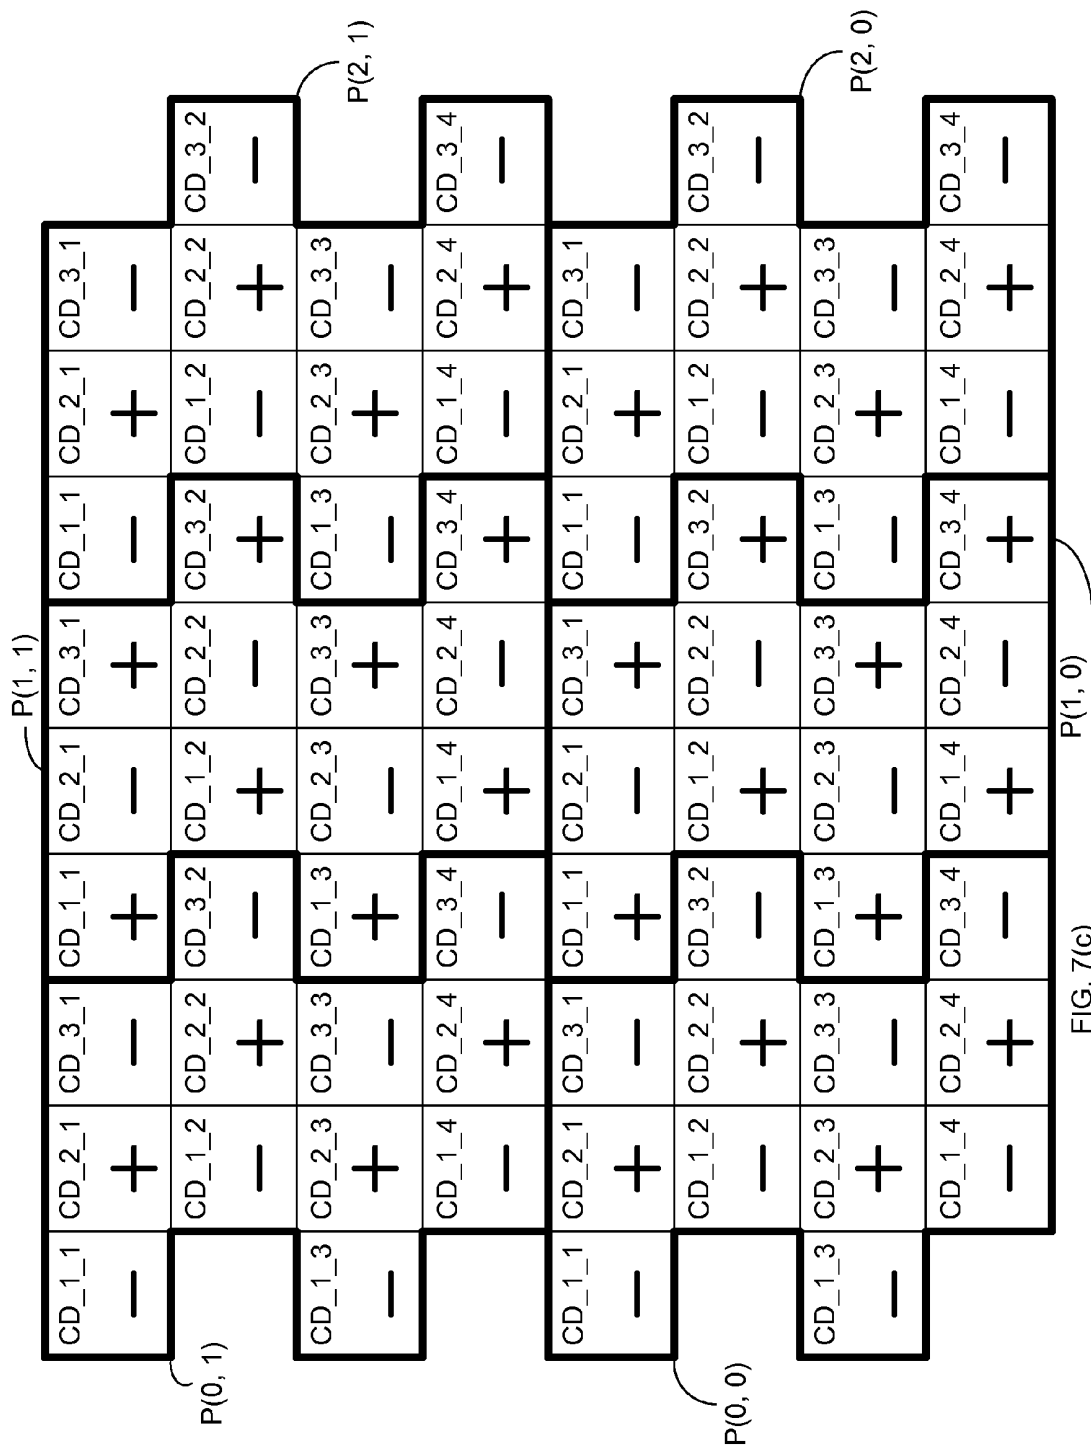 P(1, 1)
CD_1_1 CD_2_1 CD_3_1 CD_1_1 CD_2_1 CD_3_1 CD_1_1 CD_2_1 CD_3_1
− + − + − + − + −
CD_1_2 CD_2_2 CD_3_2 CD_1_2 CD_2_2 CD_3_2 CD_1_2 CD_2_2 CD_3_2
− + − + − + − + −
P(0, 1)
CD_1_3 CD_2_3 CD_3_3 CD_1_3 CD_2_3 CD_3_3 CD_1_3 CD_2_3 CD_3_3
P(2, 1)
− + − + − + − + −
CD_1_4 CD_2_4 CD_3_4 CD_1_4 CD_2_4 CD_3_4 CD_1_4 CD_2_4 CD_3_4
− + − + − + − + −
CD_1_1 CD_2_1 CD_3_1 CD_1_1 CD_2_1 CD_3_1 CD_1_1 CD_2_1 CD_3_1
− + − + − + − + −
CD_1_2 CD_2_2 CD_3_2 CD_1_2 CD_2_2 CD_3_2 CD_1_2 CD_2_2 CD_3_2
P(0, 0)
− + − + − + − + −
CD_1_3 CD_2_3 CD_3_3 CD_1_3 CD_2_3 CD_3_3 CD_1_3 CD_2_3 CD_3_3
P(2, 0)
− + − + − + − + −
CD_1_4 CD_2_4 CD_3_4 CD_1_4 CD_2_4 CD_3_4 CD_1_4 CD_2_4 CD_3_4
− + − + − + − + −
P(1, 0)
FIG. 7(c)